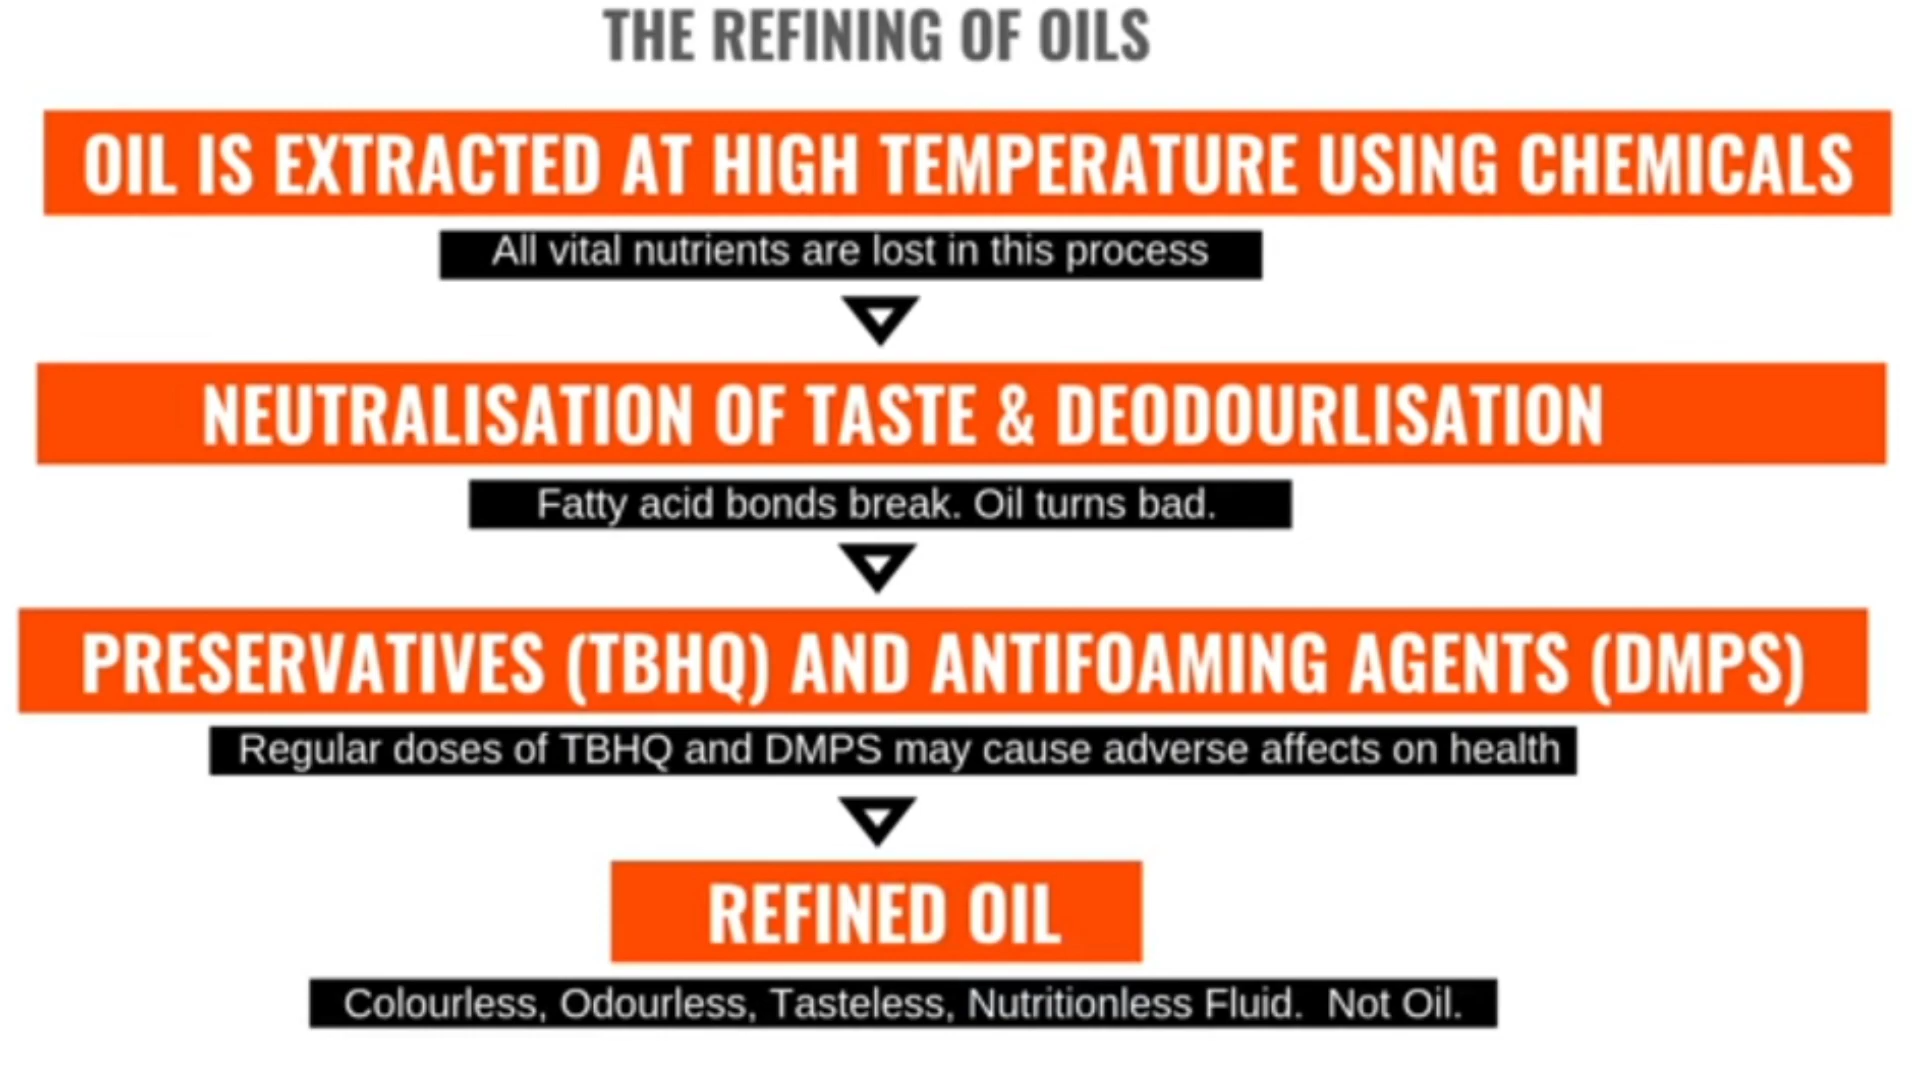 THE REFINING OF OILS
OIL IS EXTRACTED AT HIGH TEMPERATURE USING CHEMICALS
All vital nutrients are lost in this process
NEUTRALISATION OF TASTE & DEODOURLISATION
Fatty acid bonds break. Oil turns bad.
PRESERVATIVES (TBHQ) AND ANTIFOAMING AGENTS (DMPS)
Regular doses of TBHQ and DMPS may cause adverse affects on health
REFINED OIL
Colourless, Odourless, Tasteless, Nutritionless Fluid.  Not Oil.